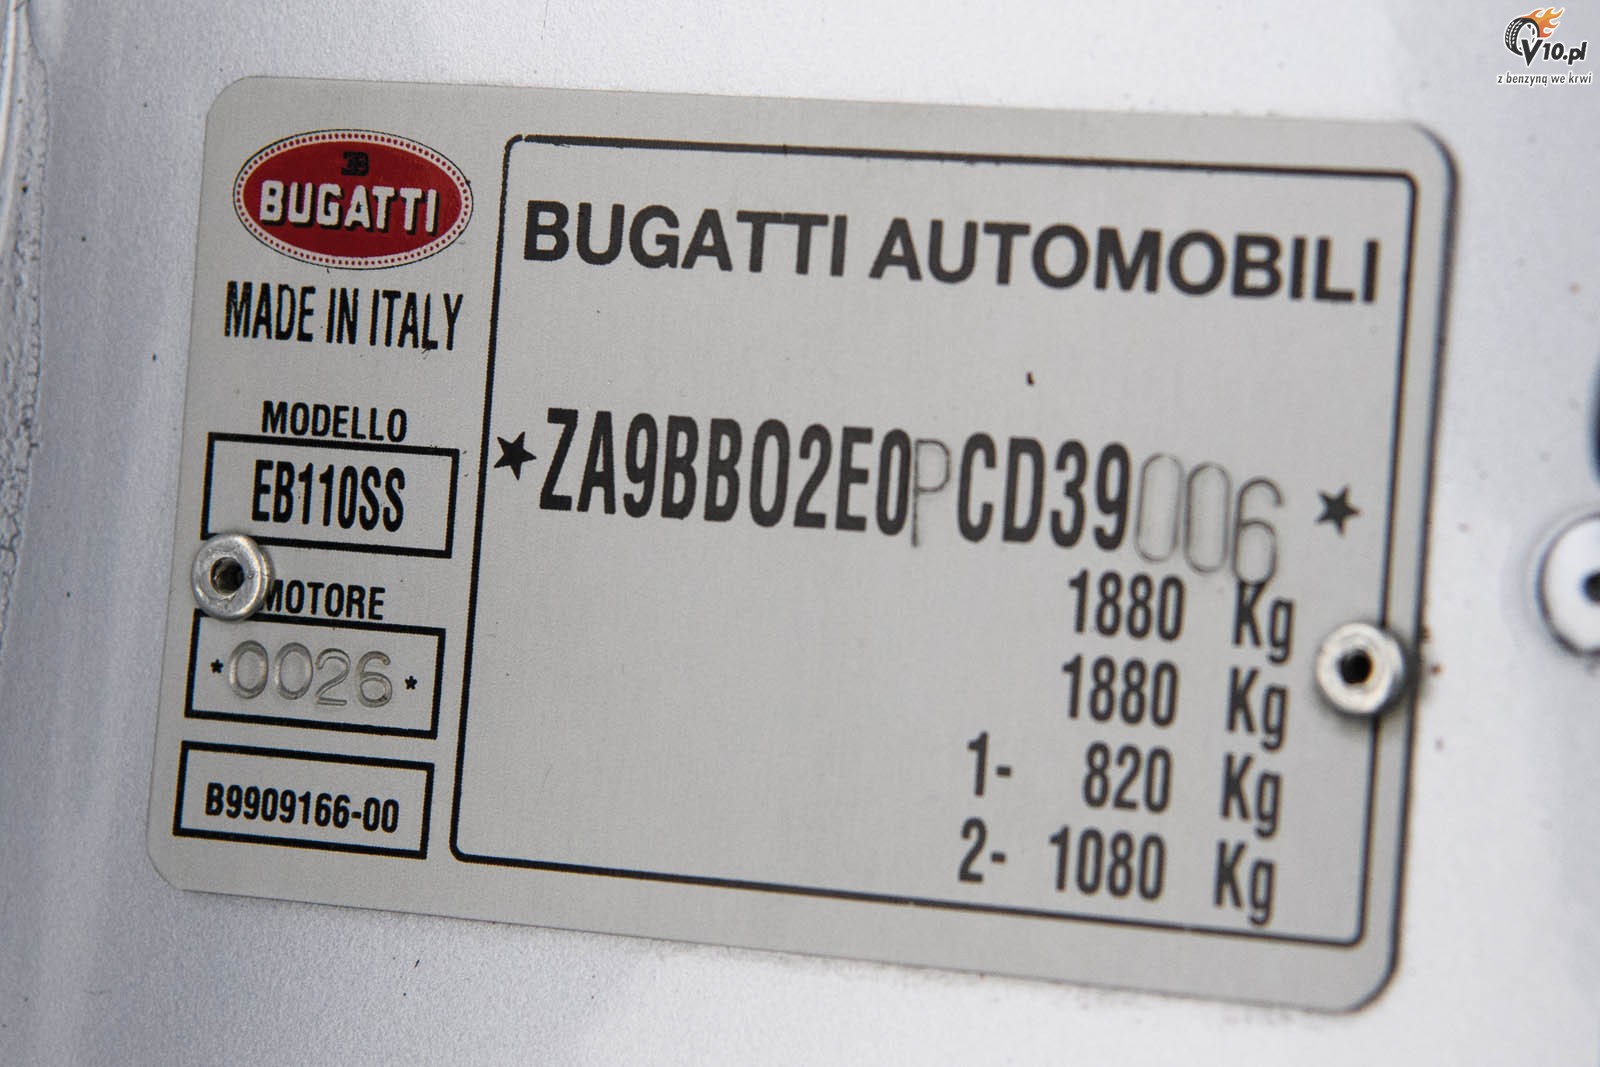 V10.pl
z benzyną we krwi
BUGATTI
MADE IN ITALY
MODELLO
EB110SS
MOTORE
*0026*
B9909166-00
BUGATTI AUTOMOBILI
★ZA9BB02E0PCD39006★
1880 Kg
1880 Kg
1- 820 Kg
2- 1080 Kg